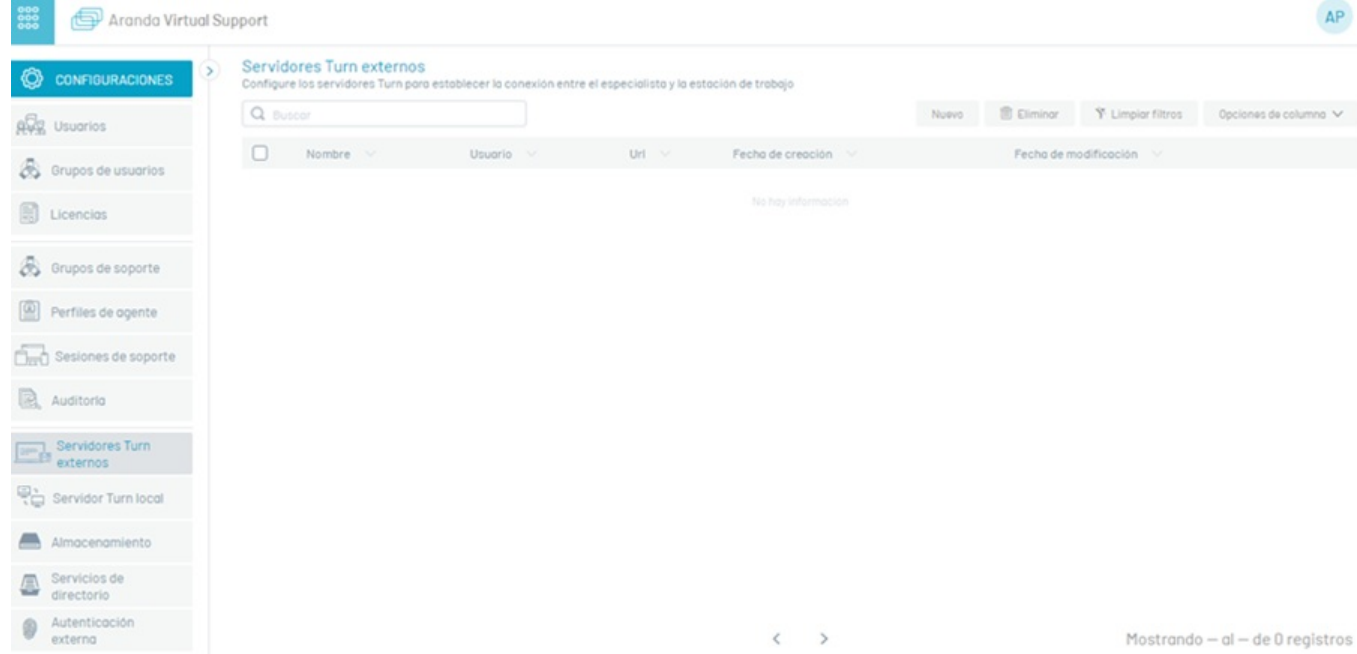 Aranda Virtual Support
AP
CONFIGURACIONES
Usuarios
Grupos de usuarios
Licencias
Grupos de soporte
Perfiles de agente
Sesiones de soporte
Auditoría
Servidores Turn
externos
Servidor Turn local
Almacenamiento
Servicios de
directorio
Autenticación
externa
Servidores Turn externos
Configure los servidores Turn para establecer la conexión entre el especialista y la estación de trabajo
Buscar
Nuevo Eliminar Limpiar filtros Opciones de columna
Nombre Usuario Url Fecha de creación Fecha de modificación
No hay información
Mostrando – al – de 0 registros